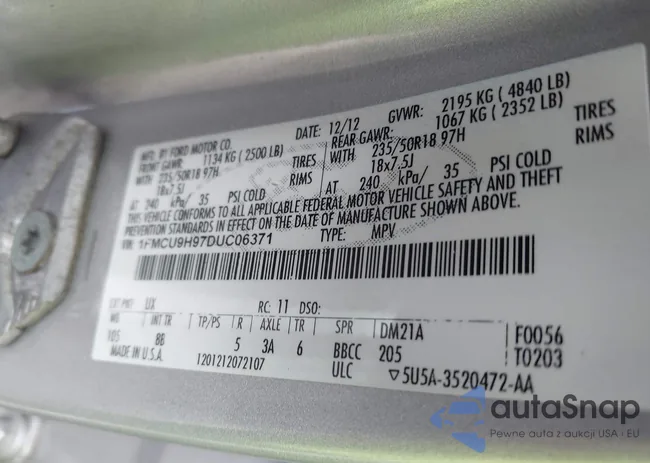 MFD. BY FORD MOTOR CO.
DATE: 12/12 GVWR: 2195 KG ( 4840 LB)
FRONT GAWR: 1134 KG ( 2500 LB) REAR GAWR: 1067 KG ( 2352 LB)
WITH 235/50R18 97H TIRES WITH 235/50R18 97H TIRES
18x7.5J RIMS 18x7.5J RIMS
AT 240 kPa/ 35 PSI COLD AT 240 kPa/ 35 PSI COLD
THIS VEHICLE CONFORMS TO ALL APPLICABLE FEDERAL MOTOR VEHICLE SAFETY AND THEFT
PREVENTION STANDARDS IN EFFECT ON THE DATE OF MANUFACTURE SHOWN ABOVE.
VIN: 1FMCU9H97DUC06371 TYPE: MPV
EXT PNT: UX RC: 11 DSO:
WB INT TR TP/PS R AXLE TR SPR DM21A F0056
105 BB 5 3A 6 BBCC 205 T0203
MADE IN U.S.A. 1201212072107 ULC ▽5U5A-3520472-AA
autaSnap
Pewne auta z aukcji USA i EU